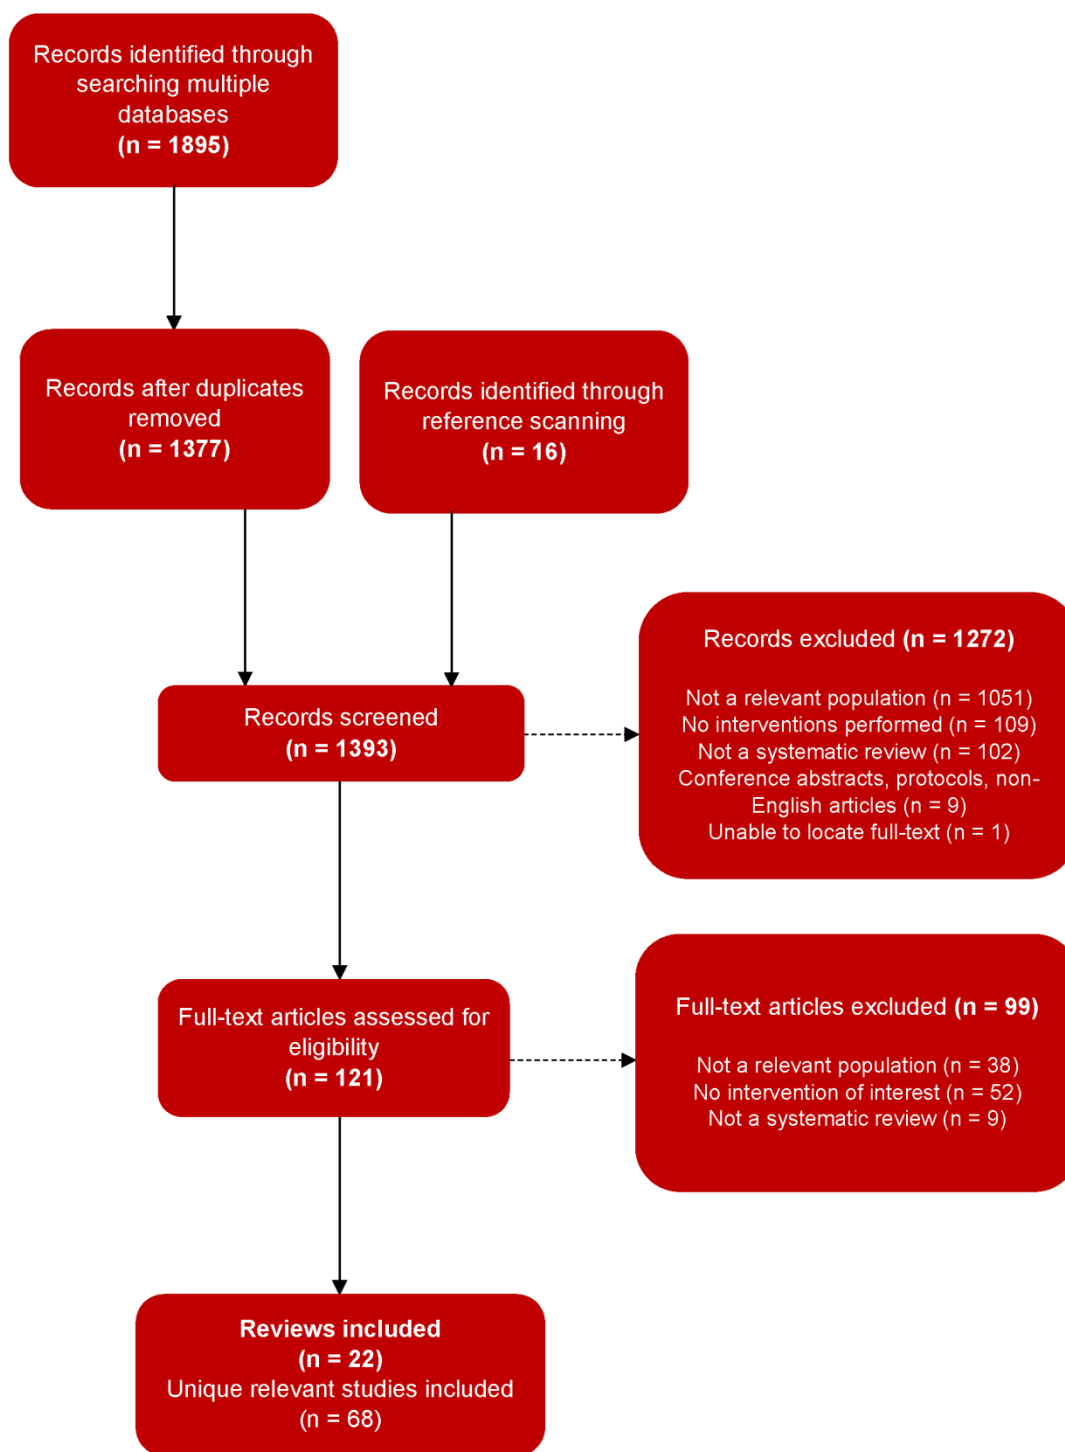 Records identified through
searching multiple
databases
(n = 1895)
Records after duplicates
removed
(n = 1377)
Records identified through
reference scanning
(n = 16)
Records screened
(n = 1393)
Records excluded (n = 1272)
Not a relevant population (n = 1051)
No interventions performed (n = 109)
Not a systematic review (n = 102)
Conference abstracts, protocols, non-
English articles (n = 9)
Unable to locate full-text (n = 1)
Full-text articles assessed for
eligibility
(n = 121)
Full-text articles excluded (n = 99)
Not a relevant population (n = 38)
No intervention of interest (n = 52)
Not a systematic review (n = 9)
Reviews included
(n = 22)
Unique relevant studies included
(n = 68)